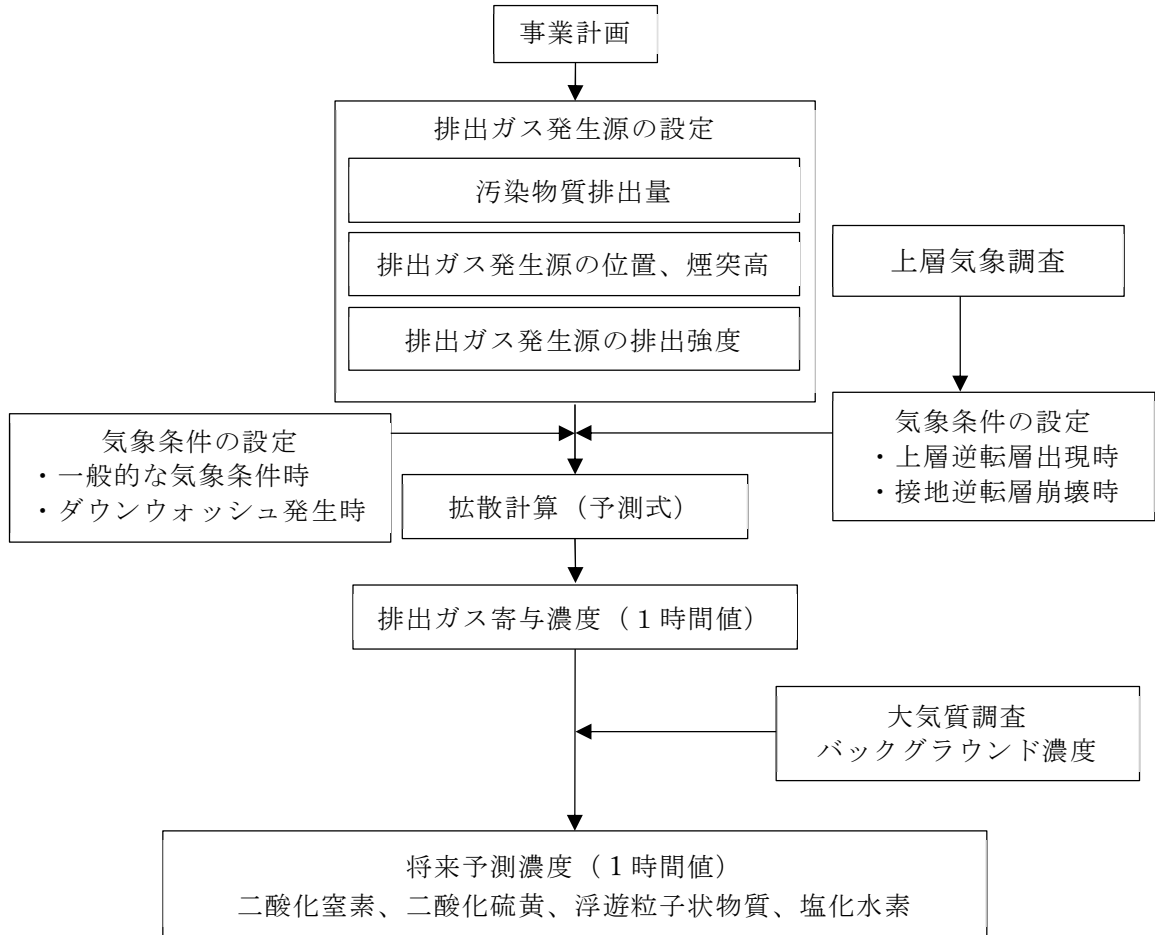 事業計画
排出ガス発生源の設定
汚染物質排出量
排出ガス発生源の位置、煙突高
排出ガス発生源の排出強度
上層気象調査
気象条件の設定
・一般的な気象条件時
・ダウンウォッシュ発生時
気象条件の設定
・上層逆転層出現時
・接地逆転層崩壊時
拡散計算（予測式）
排出ガス寄与濃度（１時間値）
大気質調査
バックグラウンド濃度
将来予測濃度（１時間値）
二酸化窒素、二酸化硫黄、浮遊粒子状物質、塩化水素